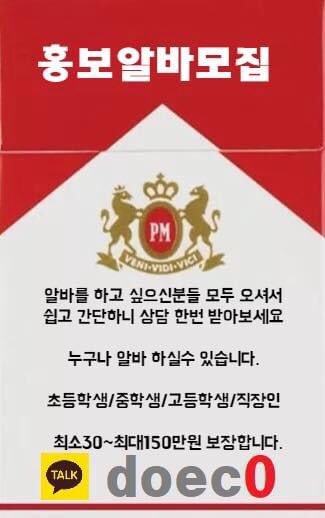 홍보알바모집
PM
VENI·VIDI·VICI
알바를 하고 싶으신분들 모두 오셔서
쉽고 간단하니 상담 한번 받아보세요
누구나 알바 하실수 있습니다.
초등학생/중학생/고등학생/직장인
최소30~최대150만원 보장합니다.
TALK
doec0